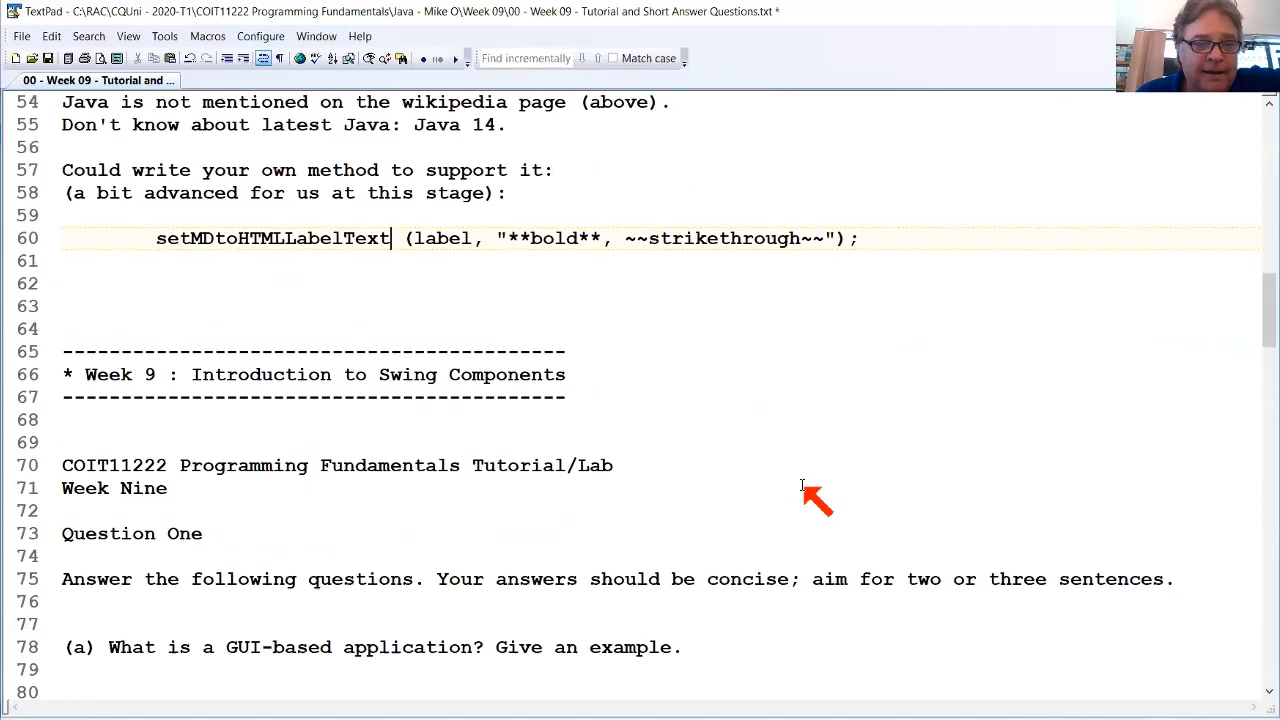 TextPad - C:\RAC\CQUni - 2020-T1\COIT11222 Programming Fundamentals\Java - Mike O\Week 09\00 - Week 09 - Tutorial and Short Answer Questions.txt *
File Edit Search View Tools Macros Configure Window Help
Find incrementally Match case
00 - Week 09 - Tutorial and ...
54 Java is not mentioned on the wikipedia page (above).
55 Don't know about latest Java: Java 14.
56
57 Could write your own method to support it:
58 (a bit advanced for us at this stage):
59
60 setMDtoHTMLLabelText (label, "**bold**, ~~strikethrough~~");
61
62
63
64
65 -------------------------------------------
66 * Week 9 : Introduction to Swing Components
67 -------------------------------------------
68
69
70 COIT11222 Programming Fundamentals Tutorial/Lab
71 Week Nine
72
73 Question One
74
75 Answer the following questions. Your answers should be concise; aim for two or three sentences.
76
77
78 (a) What is a GUI-based application? Give an example.
79
80